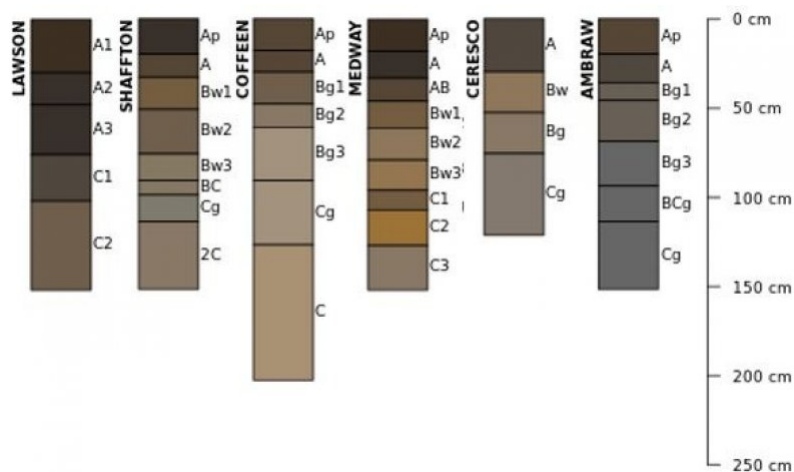 LAWSON
A1
A2
A3
C1
C2
SHAFFTON
Ap
A
Bw1
Bw2
Bw3
BC
Cg
2C
COFFEEN
Ap
A
Bg1
Bg2
Bg3
Cg
C
MEDWAY
Ap
A
AB
Bw1
Bw2
Bw3
C1
C2
C3
CERESCO
A
Bw
Bg
Cg
AMBRAW
Ap
A
Bg1
Bg2
Bg3
BCg
Cg
0 cm
50 cm
100 cm
150 cm
200 cm
250 cm